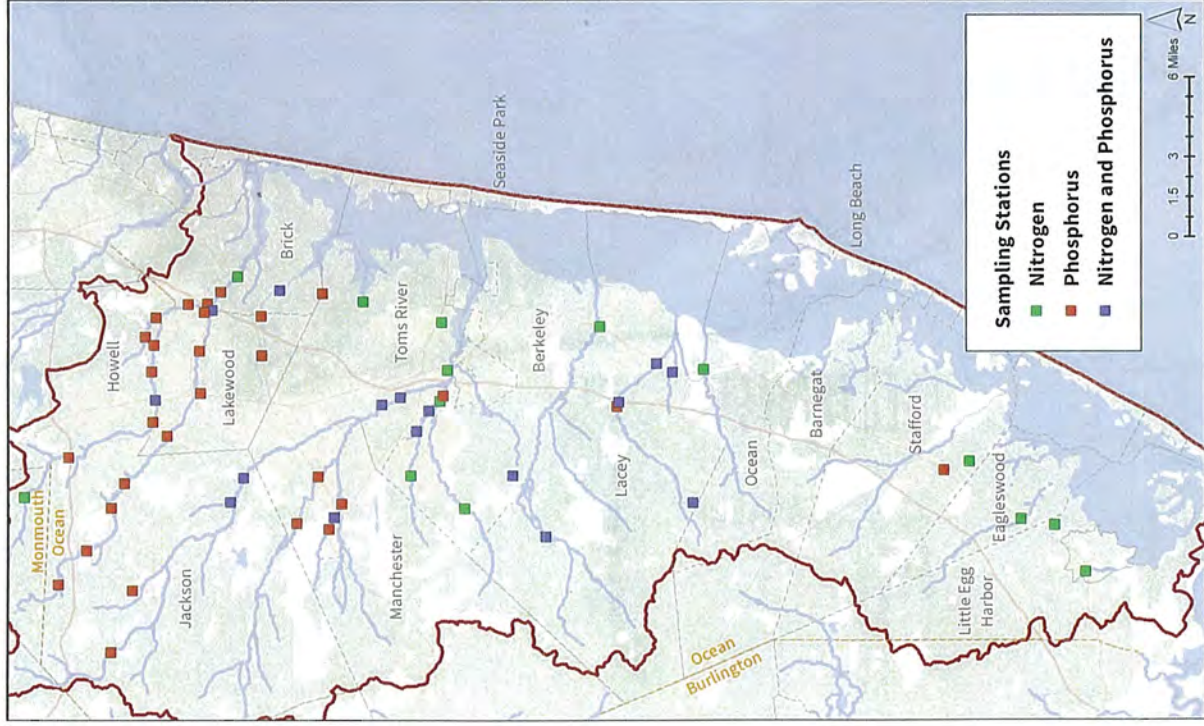 Monmouth
Ocean
Howell
Lakewood
Brick
Jackson
Toms River
Manchester
Seaside Park
Berkeley
Lacey
Ocean
Barnegat
Long Beach
Stafford
Eagleswood
Little Egg
Harbor
Ocean
Burlington
Sampling Stations
Nitrogen
Phosphorus
Nitrogen and Phosphorus
0 1.5 3 6 Miles
N